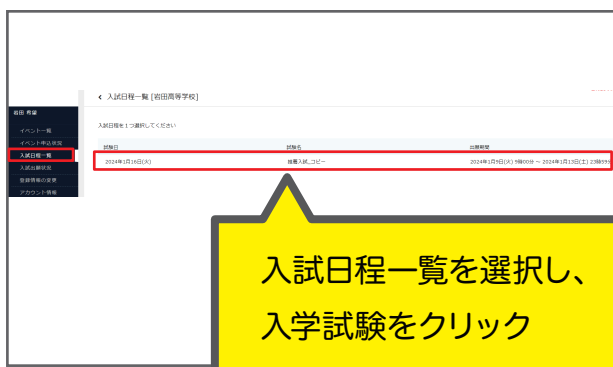 入試日程一覧 [岩田高等学校]
岩田 希望
イベント一覧
イベント申込状況
入試日程一覧
入試出願状況
登録情報の変更
アカウント情報
入試日程を1つ選択してください
試験日 試験名 出願期間
2024年1月16日(火) 推薦入試_コピー 2024年1月9日(火) 9時00分 ～ 2024年1月13日(土) 23時59分
入試日程一覧を選択し、
入学試験をクリック